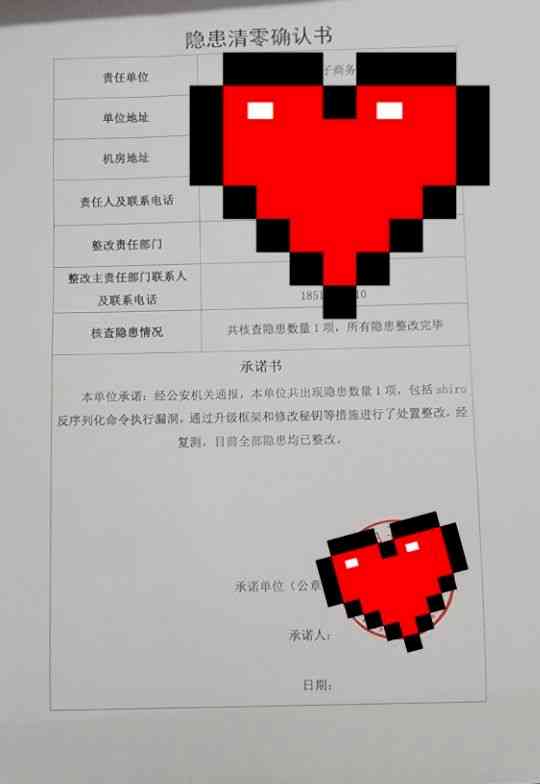 隐患清零确认书
责任单位 子商务
单位地址
机房地址
责任人及联系电话
整改责任部门
整改主责任部门联系人
及联系电话 185 10
核查隐患情况 共核查隐患数量 1 项，所有隐患整改完毕
承诺书
本单位承诺：经公安机关通报，本单位共出现隐患数量 1 项，包括 shiro
反序列化命令执行漏洞，通过升级框架和修改秘钥等措施进行了处置整改。经
复测，目前全部隐患均已整改。
承诺单位（公章
承诺人：
日期：